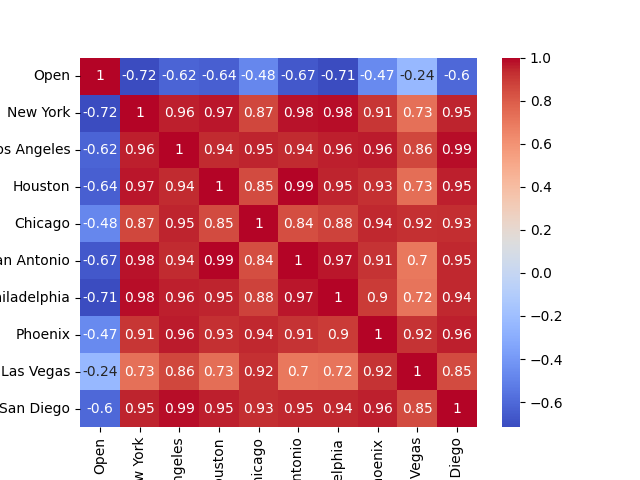 Open 1 -0.72 -0.62 -0.64 -0.48 -0.67 -0.71 -0.47 -0.24 -0.6
New York -0.72 1 0.96 0.97 0.87 0.98 0.98 0.91 0.73 0.95
os Angeles -0.62 0.96 1 0.94 0.95 0.94 0.96 0.96 0.86 0.99
Houston -0.64 0.97 0.94 1 0.85 0.99 0.95 0.93 0.73 0.95
Chicago -0.48 0.87 0.95 0.85 1 0.84 0.88 0.94 0.92 0.93
an Antonio -0.67 0.98 0.94 0.99 0.84 1 0.97 0.91 0.7 0.95
iladelphia -0.71 0.98 0.96 0.95 0.88 0.97 1 0.9 0.72 0.94
Phoenix -0.47 0.91 0.96 0.93 0.94 0.91 0.9 1 0.92 0.96
Las Vegas -0.24 0.73 0.86 0.73 0.92 0.7 0.72 0.92 1 0.85
San Diego -0.6 0.95 0.99 0.95 0.93 0.95 0.94 0.96 0.85 1
Open
w York
ngeles
ouston
hicago
ntonio
elphia
oenix
Vegas
Diego
1.0
0.8
0.6
0.4
0.2
0.0
−0.2
−0.4
−0.6